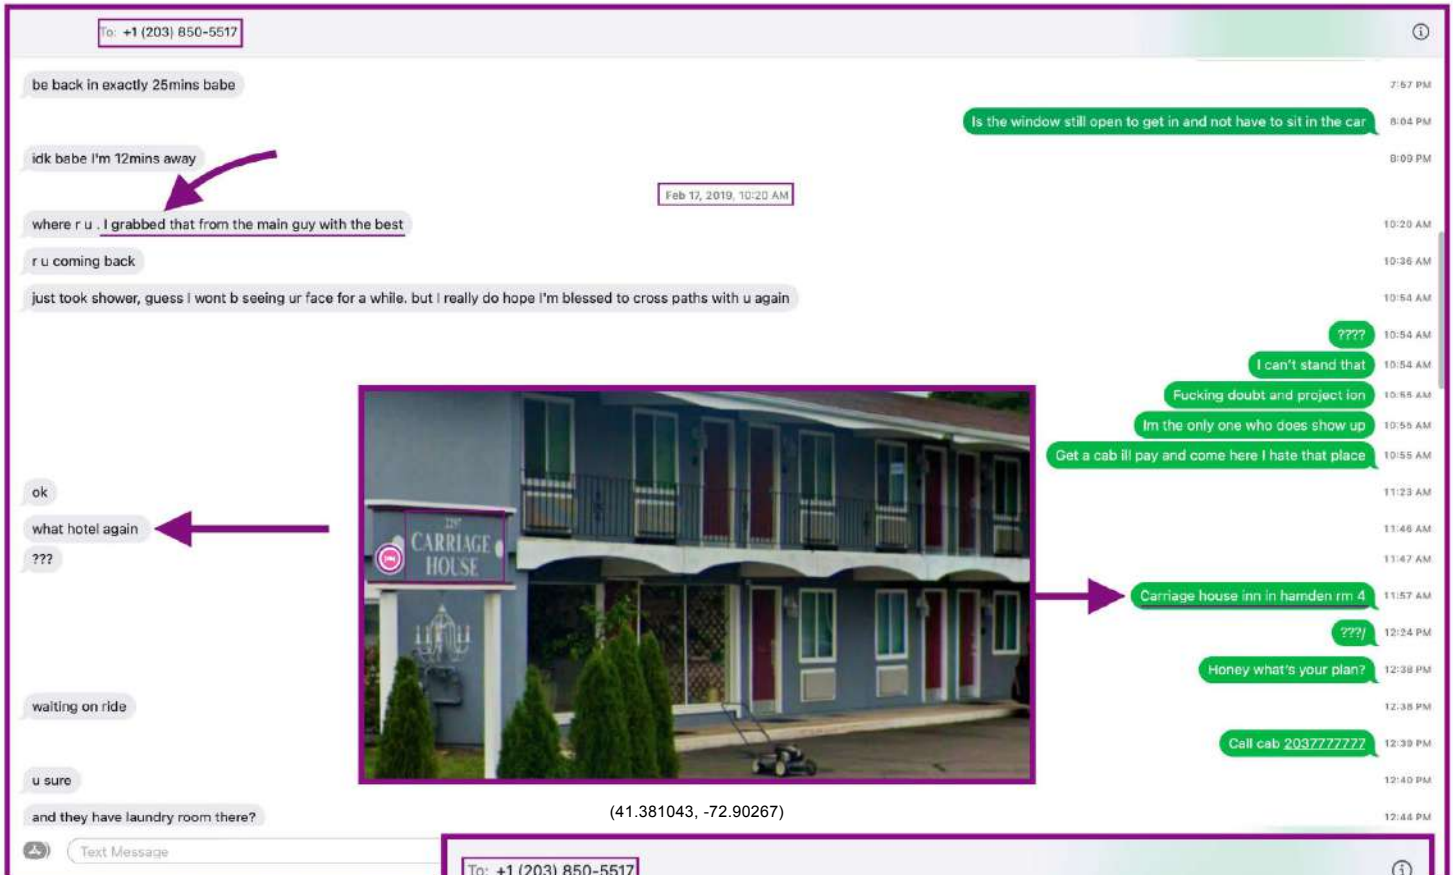 To: +1 (203) 850-5517
be back in exactly 25mins babe
7:57 PM
Is the window still open to get in and not have to sit in the car
8:04 PM
idk babe I'm 12mins away
8:09 PM
Feb 17, 2019, 10:20 AM
where r u . I grabbed that from the main guy with the best
10:20 AM
r u coming back
10:36 AM
just took shower, guess I wont b seeing ur face for a while. but I really do hope I'm blessed to cross paths with u again
10:54 AM
????
10:54 AM
I can't stand that
10:54 AM
Fucking doubt and project ion
10:55 AM
Im the only one who does show up
10:55 AM
Get a cab ill pay and come here I hate that place
10:55 AM
ok
11:23 AM
what hotel again
11:46 AM
???
11:47 AM
2297
CARRIAGE
HOUSE
Carriage house inn in hamden rm 4
11:57 AM
???/
12:24 PM
Honey what's your plan?
12:38 PM
waiting on ride
12:38 PM
Call cab 2037777777
12:39 PM
u sure
12:40 PM
and they have laundry room there?
12:44 PM
(41.381043, -72.90267)
Text Message
To: +1 (203) 850-5517